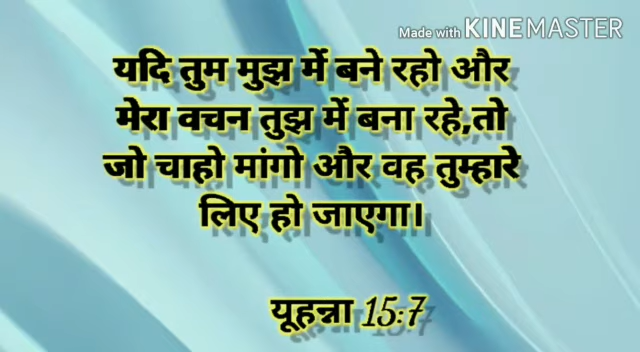 Made with KINEMASTER
यदि तुम मुझ में बने रहो और
मेरा वचन तुझ में बना रहे,तो
जो चाहो मांगो और वह तुम्हारे
लिए हो जाएगा।
यूहन्ना 15:7